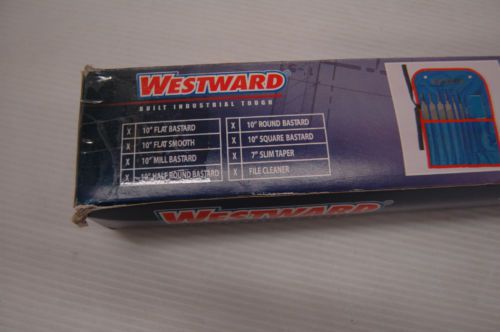 WESTWARD
BUILT INDUSTRIAL TOUGH
X 10" FLAT BASTARD
X 10" FLAT SMOOTH
X 10" MILL BASTARD
X 10" HALF ROUND BASTARD
X 10" ROUND BASTARD
X 10" SQUARE BASTARD
X 7" SLIM TAPER
X FILE CLEANER
WESTWARD®